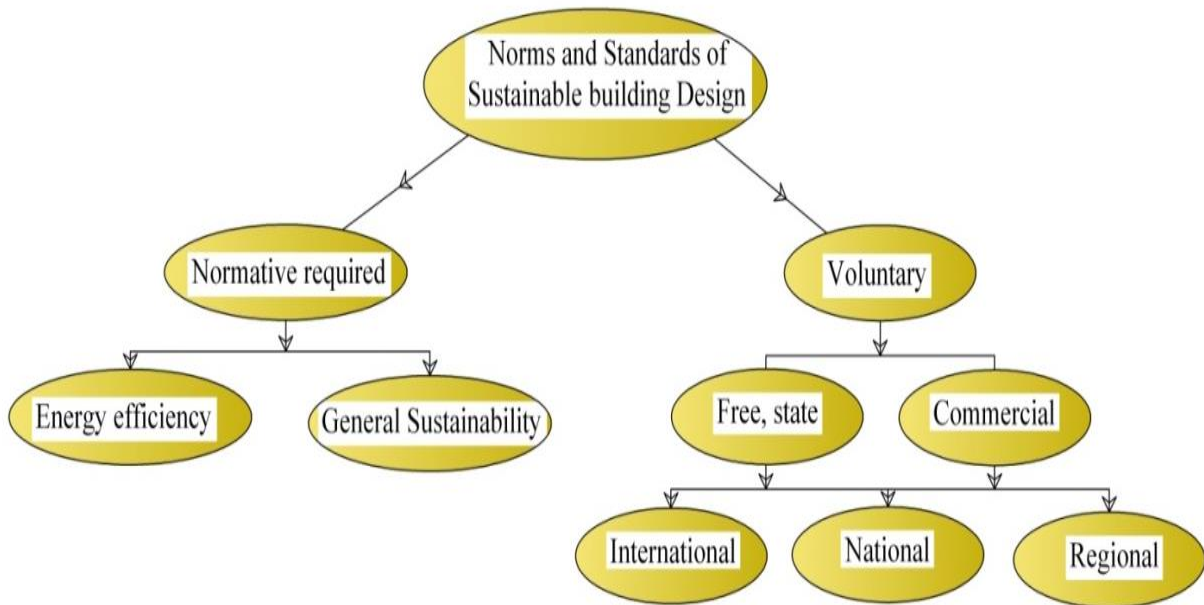 Norms and Standards of
Sustainable building Design
Normative required
Voluntary
Energy efficiency
General Sustainability
Free, state
Commercial
International
National
Regional